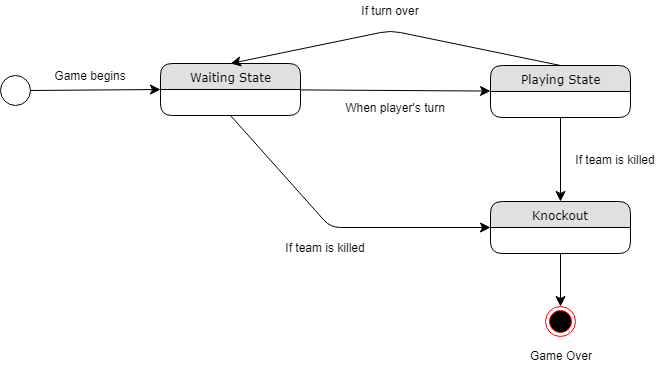 If turn over
Game begins
Waiting State
Playing State
When player's turn
If team is killed
Knockout
If team is killed
Game Over